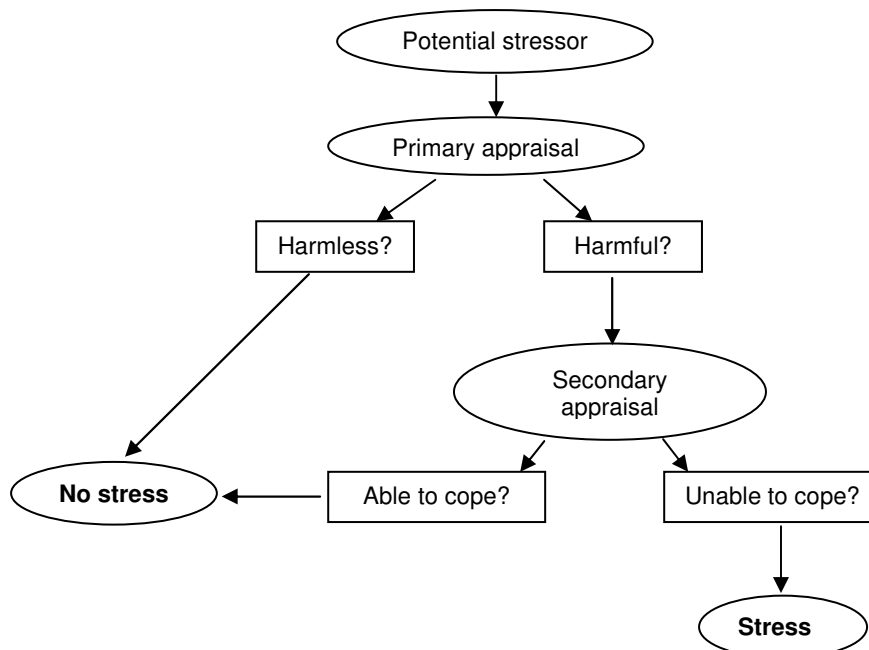 Potential stressor
Primary appraisal
Harmless?
Harmful?
Secondary
appraisal
No stress
Able to cope?
Unable to cope?
Stress